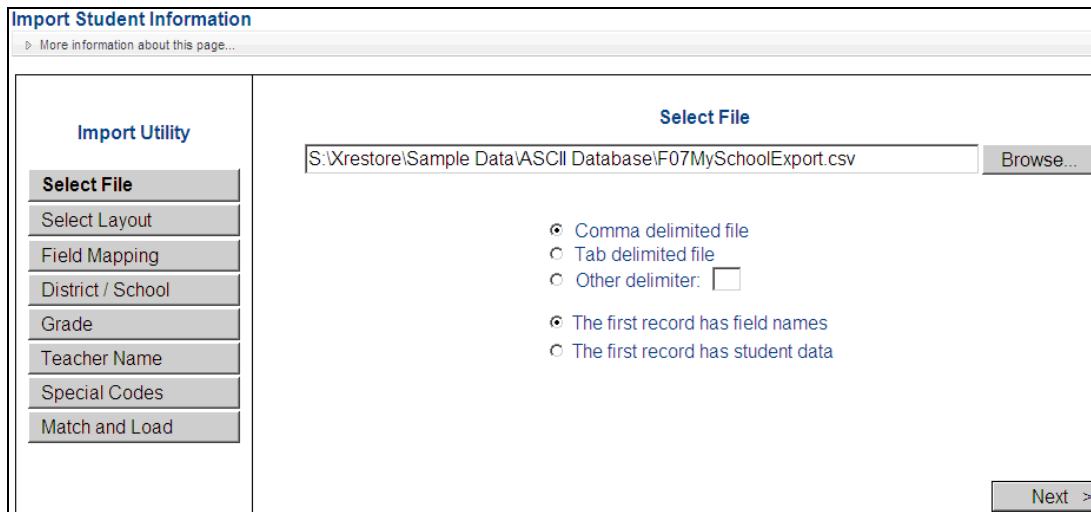 Import Student Information
More information about this page...
Import Utility
Select File
Select Layout
Field Mapping
District / School
Grade
Teacher Name
Special Codes
Match and Load
Select File
S:\Xrestore\Sample Data\ASCII Database\F07MySchoolExport.csv
Browse...
Comma delimited file
Tab delimited file
Other delimiter:
The first record has field names
The first record has student data
Next >